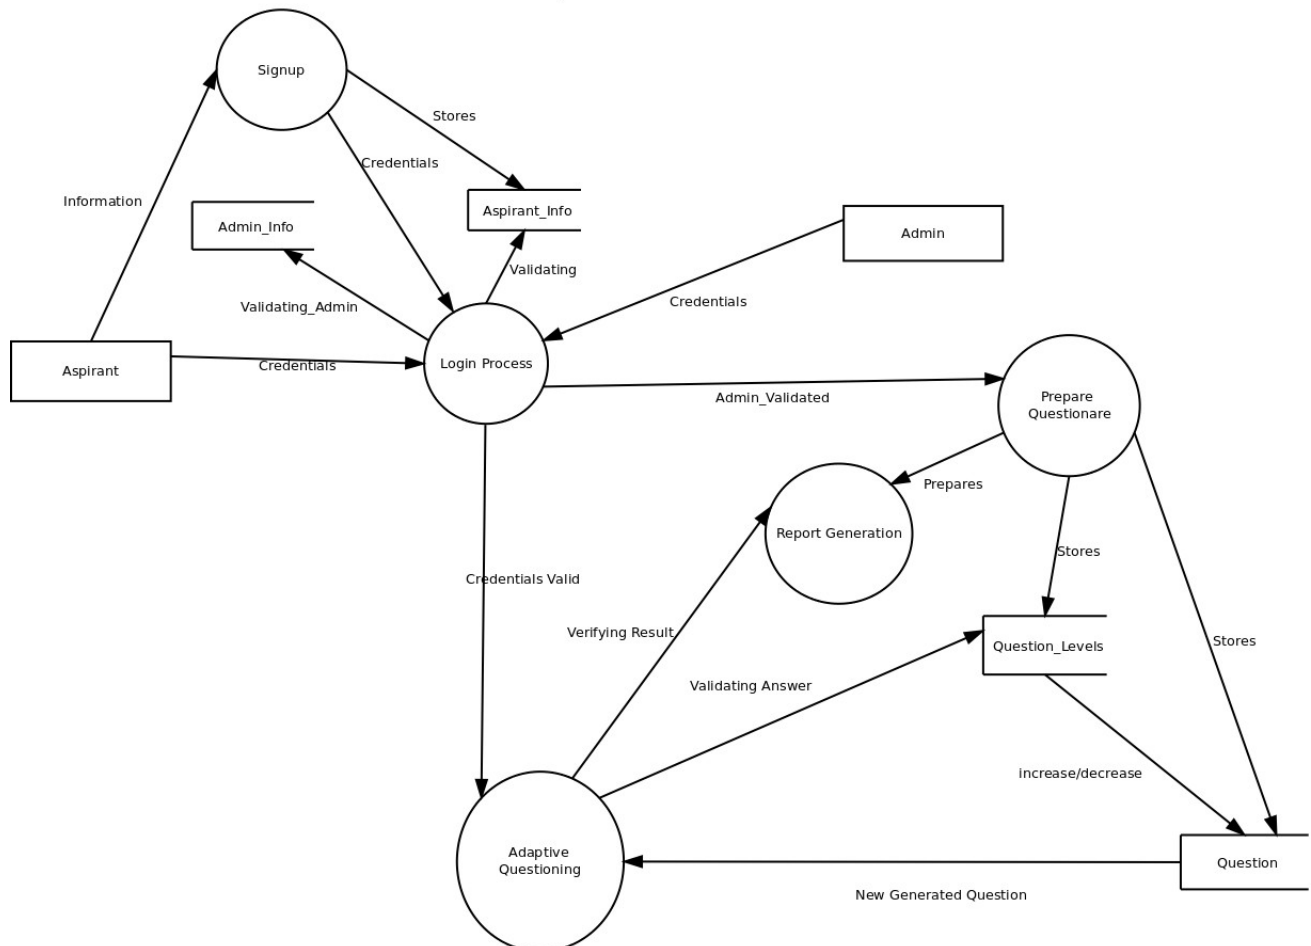 Signup
Stores
Credentials
Information
Aspirant_Info
Admin_Info
Admin
Validating
Credentials
Validating_Admin
Login Process
Credentials
Aspirant
Admin_Validated
Prepare
Questionare
Prepares
Report Generation
Stores
Credentials Valid
Verifying Result
Stores
Question_Levels
Validating Answer
increase/decrease
Adaptive
Questioning
Question
New Generated Question